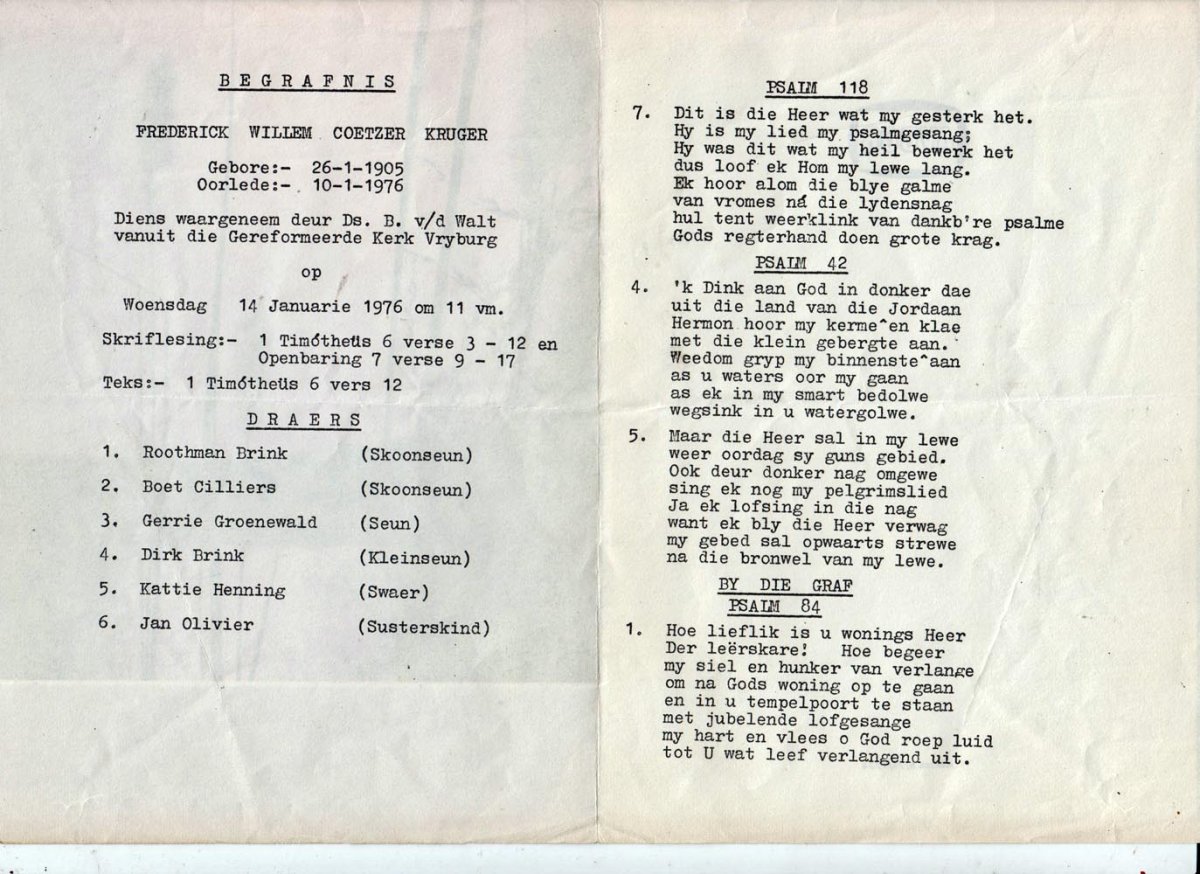 BEGRAFNIS
FREDERICK WILLEM COETZER KRUGER
Gebore:- 26-1-1905
Oorlede:- 10-1-1976
Diens waargeneem deur Ds. B. v/d Walt
vanuit die Gereformeerde Kerk Vryburg
op
Woensdag 14 Januarie 1976 om 11 vm.
Skriflesing:- 1 Timótheüs 6 verse 3 - 12 en
Openbaring 7 verse 9 - 17
Teks:- 1 Timótheüs 6 vers 12
DRAERS
1. Roothman Brink (Skoonseun)
2. Boet Cilliers (Skoonseun)
3. Gerrie Groenewald (Seun)
4. Dirk Brink (Kleinseun)
5. Kattie Henning (Swaer)
6. Jan Olivier (Susterskind)
PSALM 118
7. Dit is die Heer wat my gesterk het.
Hy is my lied my psalmgesang;
Hy was dit wat my heil bewerk het
dus loof ek Hom my lewe lang.
Ek hoor alom die blye galme
van vromes ná die lydensnag
hul tent weerklink van dankb're psalme
Gods regterhand doen grote krag.
PSALM 42
4. 'k Dink aan God in donker dae
uit die land van die Jordaan
Hermon hoor my kerme^en klae
met die klein gebergte aan.
Weedom gryp my binnenste^aan
as u waters oor my gaan
as ek in my smart bedolwe
wegsink in u watergolwe.
5. Maar die Heer sal in my lewe
weer oordag sy guns gebied.
Ook deur donker nag omgewe
sing ek nog my pelgrimslied
Ja ek lofsing in die nag
want ek bly die Heer verwag
my gebed sal opwaarts strewe
na die bronwel van my lewe.
BY DIE GRAF
PSALM 84
1. Hoe lieflik is u wonings Heer
Der leërskare! Hoe begeer
my siel en hunker van verlange
om na Gods woning op te gaan
en in u tempelpoort te staan
met jubelende lofgesange
my hart en vlees o God roep luid
tot U wat leef verlangend uit.